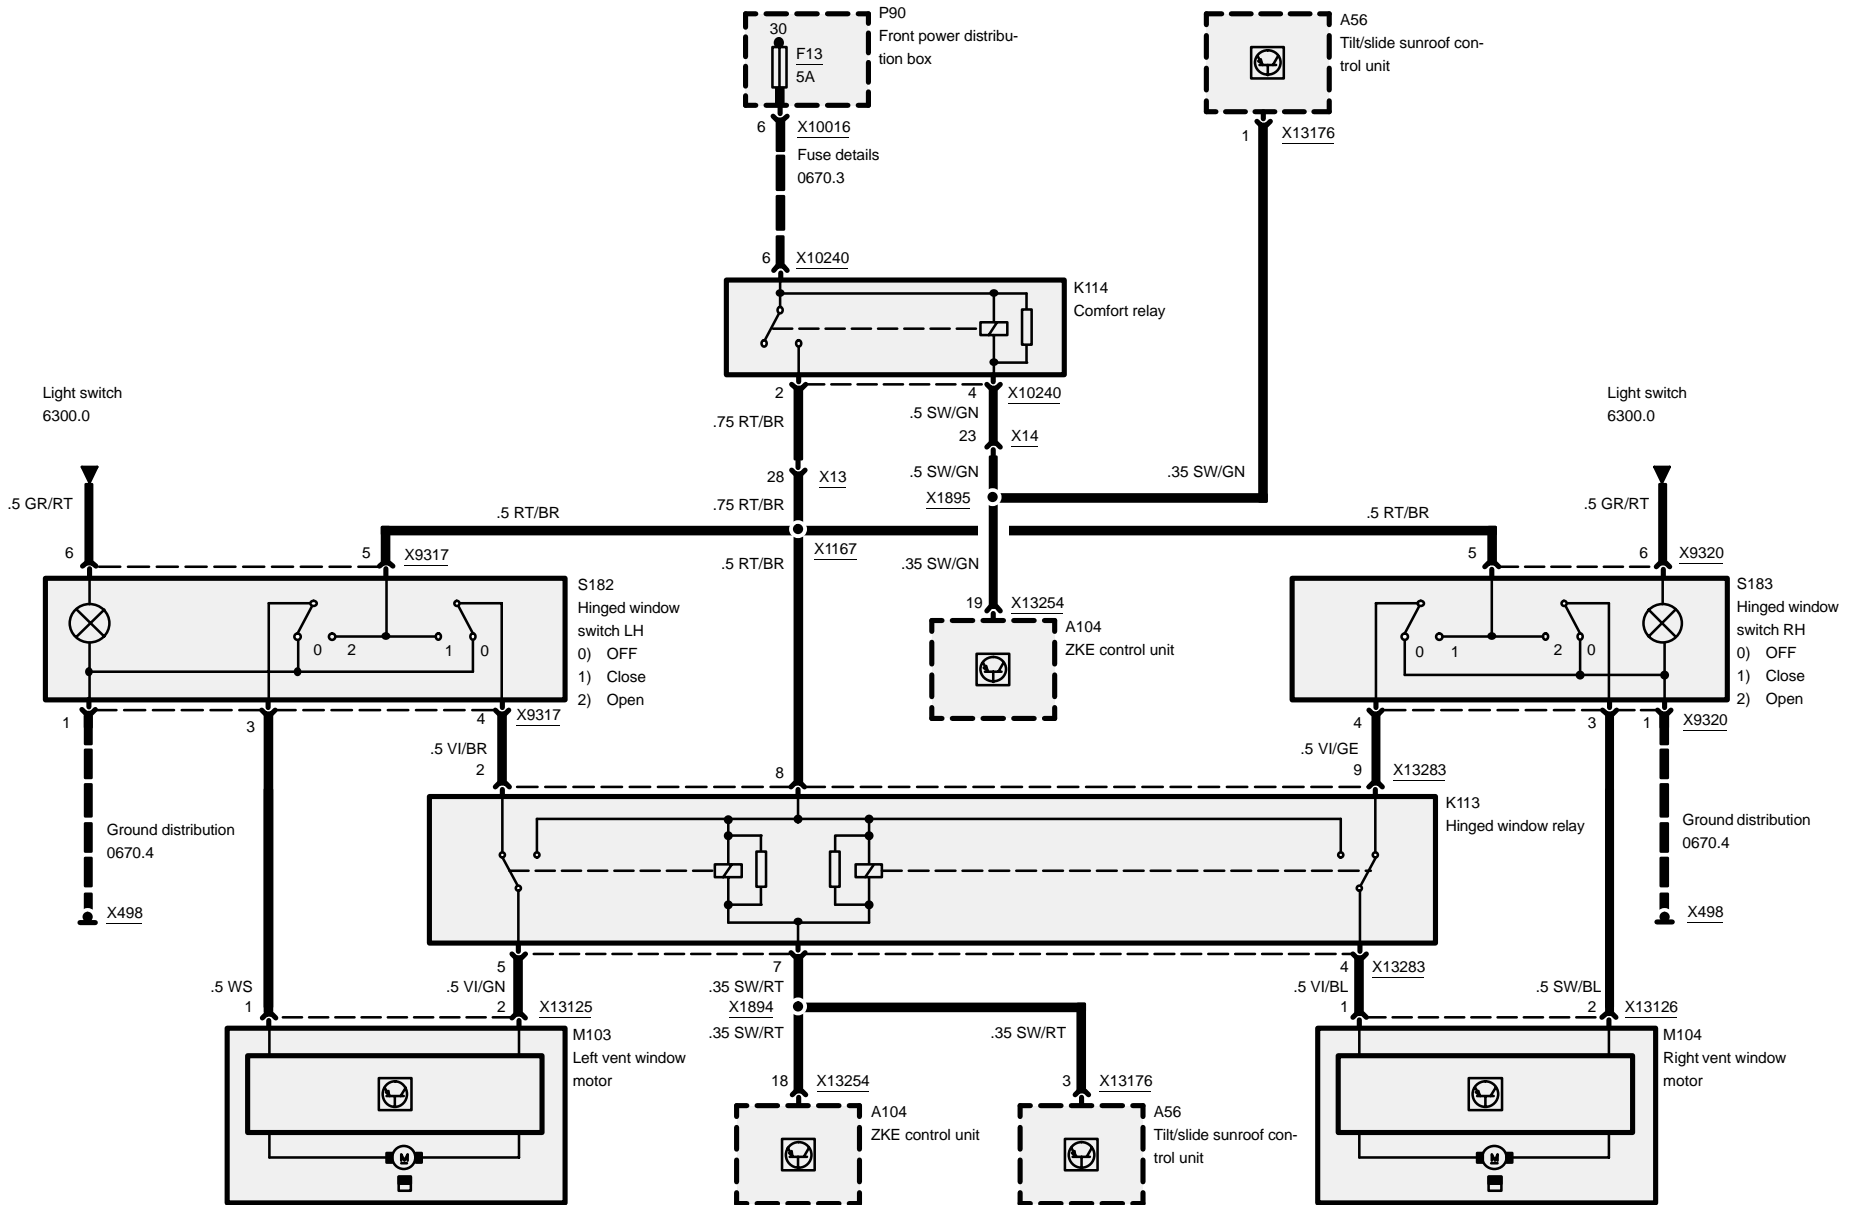 P90
Front power distribu-
tion box
30
F13
5A
6 X10016
Fuse details
0670.3
A56
Tilt/slide sunroof con-
trol unit
1 X13176
6 X10240
K114
Comfort relay
2 4 X10240
.75 RT/BR .5 SW/GN
23 X14
28 X13
.5 SW/GN .35 SW/GN
X1895
.75 RT/BR
Light switch
6300.0
.5 GR/RT
Light switch
6300.0
.5 GR/RT
.5 RT/BR .5 RT/BR
X1167
.5 RT/BR .35 SW/GN
6 5 X9317
5 6 X9320
19 X13254
A104
ZKE control unit
S182
Hinged window
switch LH
0) OFF
1) Close
2) Open
0 2 1 0
S183
Hinged window
switch RH
0) OFF
1) Close
2) Open
0 1 2 0
1 3 4 X9317
4 3 1 X9320
.5 VI/BR .5 VI/GE
2 8 9 X13283
K113
Hinged window relay
Ground distribution
0670.4
X498
Ground distribution
0670.4
X498
5 7 4 X13283
.5 WS .5 VI/GN .35 SW/RT .5 VI/BL .5 SW/BL
1 2 X13125
X1894
1 2 X13126
.35 SW/RT .35 SW/RT
M103
Left vent window
motor
M
M104
Right vent window
motor
M
18 X13254
A104
ZKE control unit
3 X13176
A56
Tilt/slide sunroof con-
trol unit